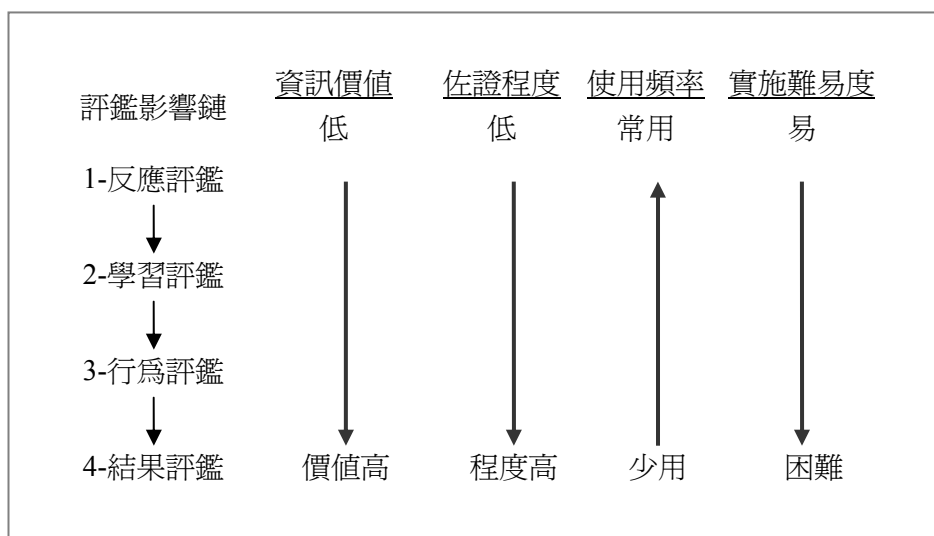 資訊價值 佐證程度 使用頻率 實施難易度
評鑑影響鏈 低 低 常用 易
1-反應評鑑
2-學習評鑑
3-行為評鑑
4-結果評鑑 價值高 程度高 少用 困難